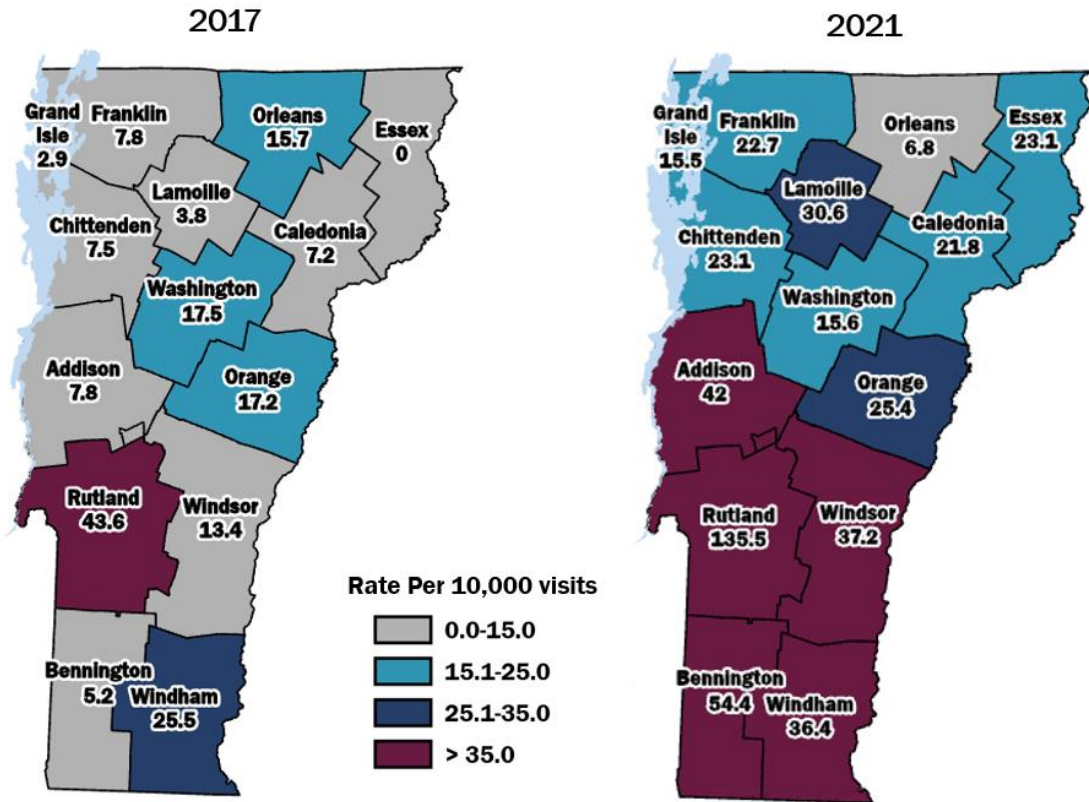 2017
Grand
Isle
2.9
Franklin
7.8
Orleans
15.7
Essex
0
Lamoille
3.8
Chittenden
7.5
Caledonia
7.2
Washington
17.5
Addison
7.8
Orange
17.2
Rutland
43.6
Windsor
13.4
Bennington
5.2
Windham
25.5
Rate Per 10,000 visits
0.0-15.0
15.1-25.0
25.1-35.0
> 35.0
2021
Grand
Isle
15.5
Franklin
22.7
Orleans
6.8
Essex
23.1
Lamoille
30.6
Chittenden
23.1
Caledonia
21.8
Washington
15.6
Addison
42
Orange
25.4
Rutland
135.5
Windsor
37.2
Bennington
54.4
Windham
36.4